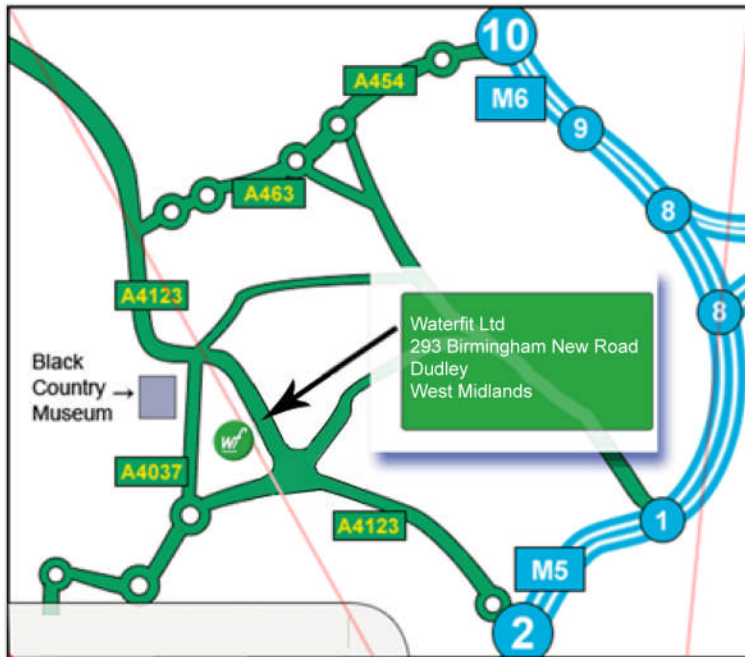 10
A454
M6
9
A463
8
8
A4123
Waterfit Ltd
293 Birmingham New Road
Dudley
West Midlands
Black
Country →
Museum
wf
A4037
A4123
1
M5
2